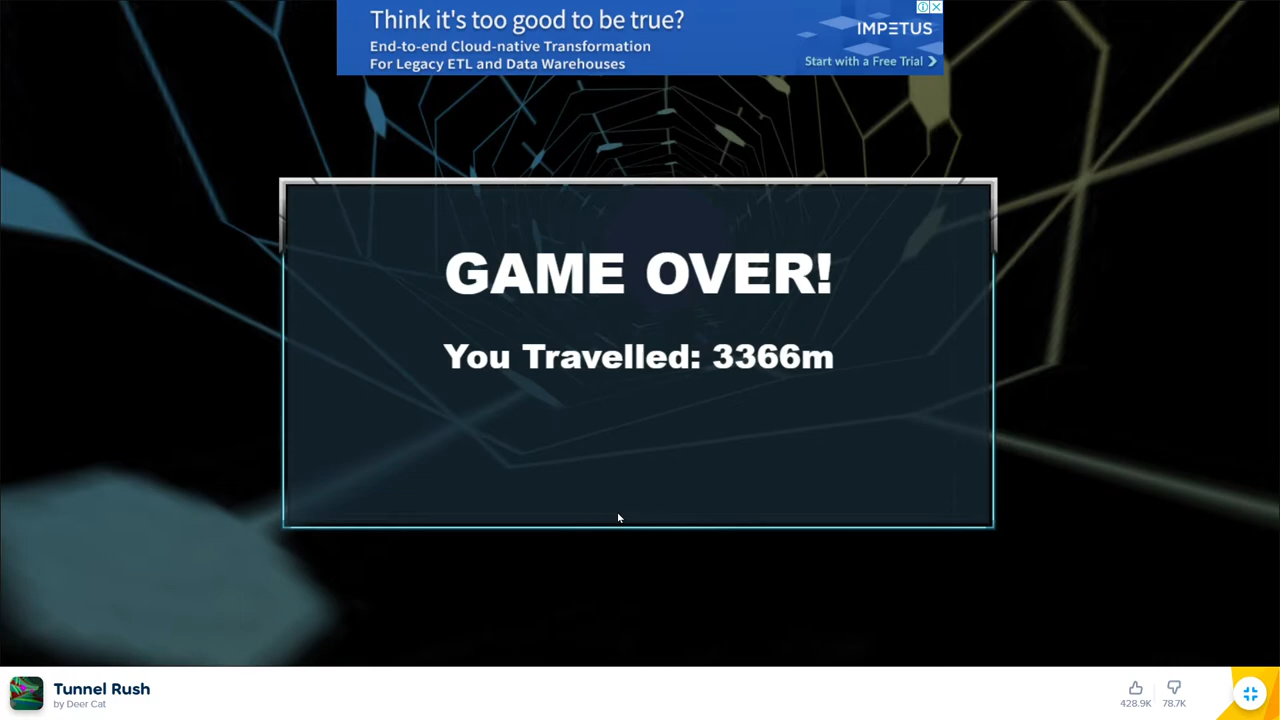 Think it's too good to be true?
End-to-end Cloud-native Transformation
For Legacy ETL and Data Warehouses
IMPETUS
Start with a Free Trial
GAME OVER!
You Travelled: 3366m
Tunnel Rush
by Deer Cat
428.9K
78.7K